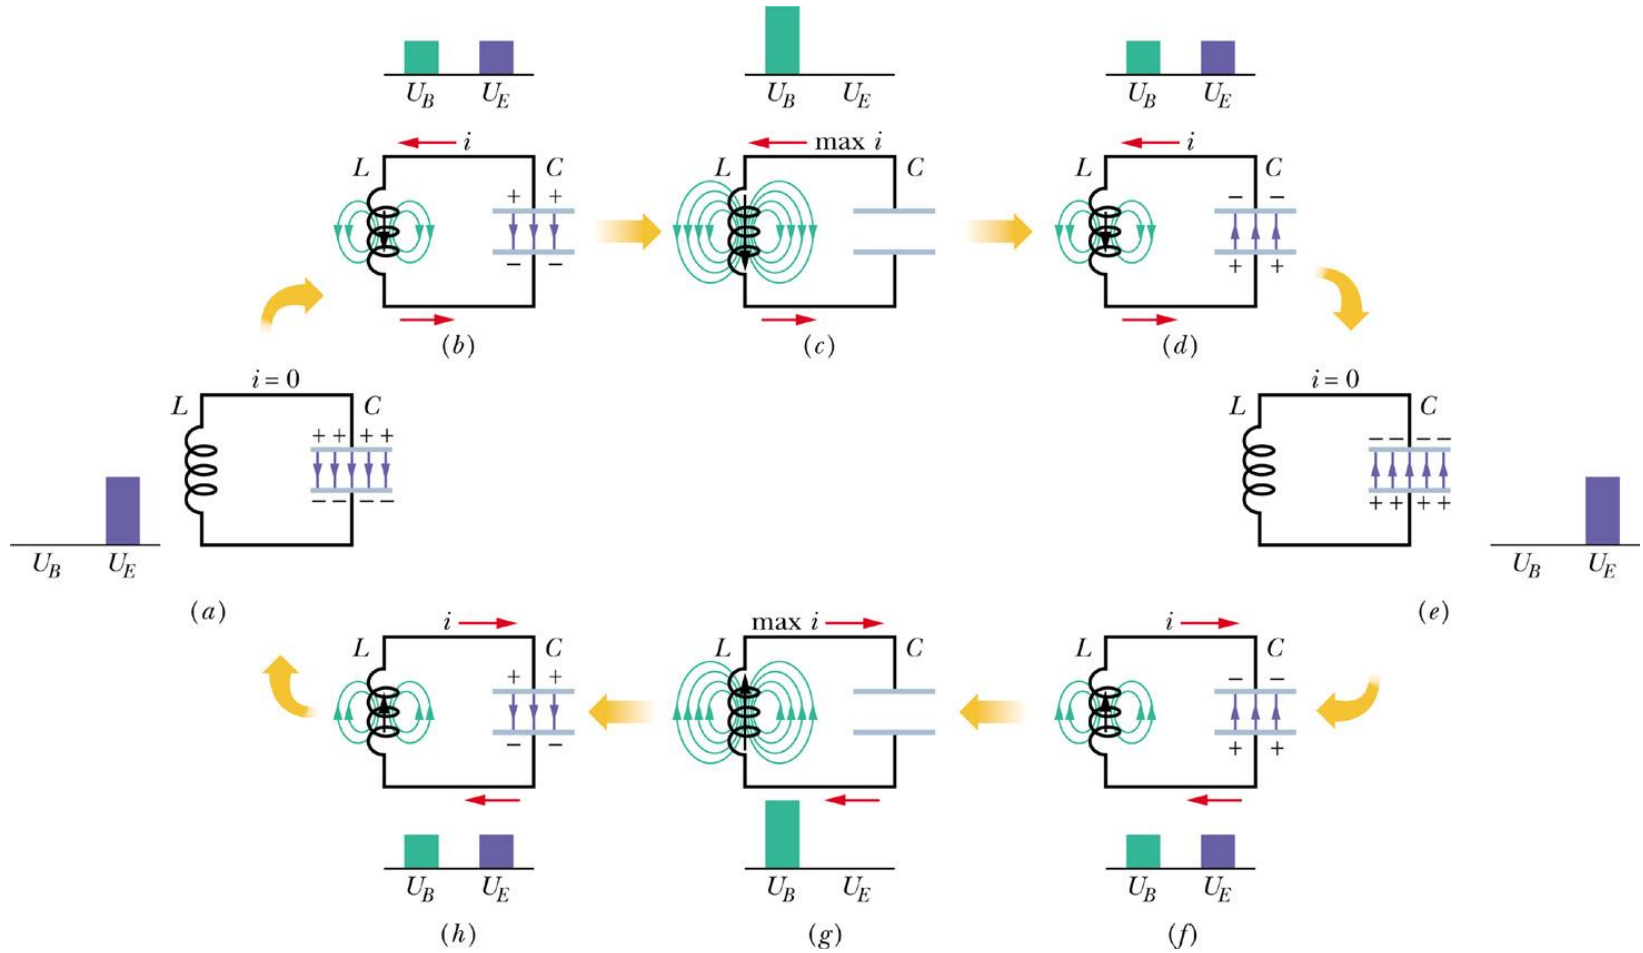 U_B U_E
U_B U_E
U_B U_E
i
max i
i
L C
L C
L C
+ +
− −
− −
+ +
(b)
(c)
(d)
i = 0
L C
+ + + +
− − − −
U_B U_E
(a)
i = 0
L C
− − − −
+ + + +
U_B U_E
(e)
i
max i
i
L C
L C
L C
+ +
− −
− −
+ +
U_B U_E
U_B U_E
U_B U_E
(h)
(g)
(f)